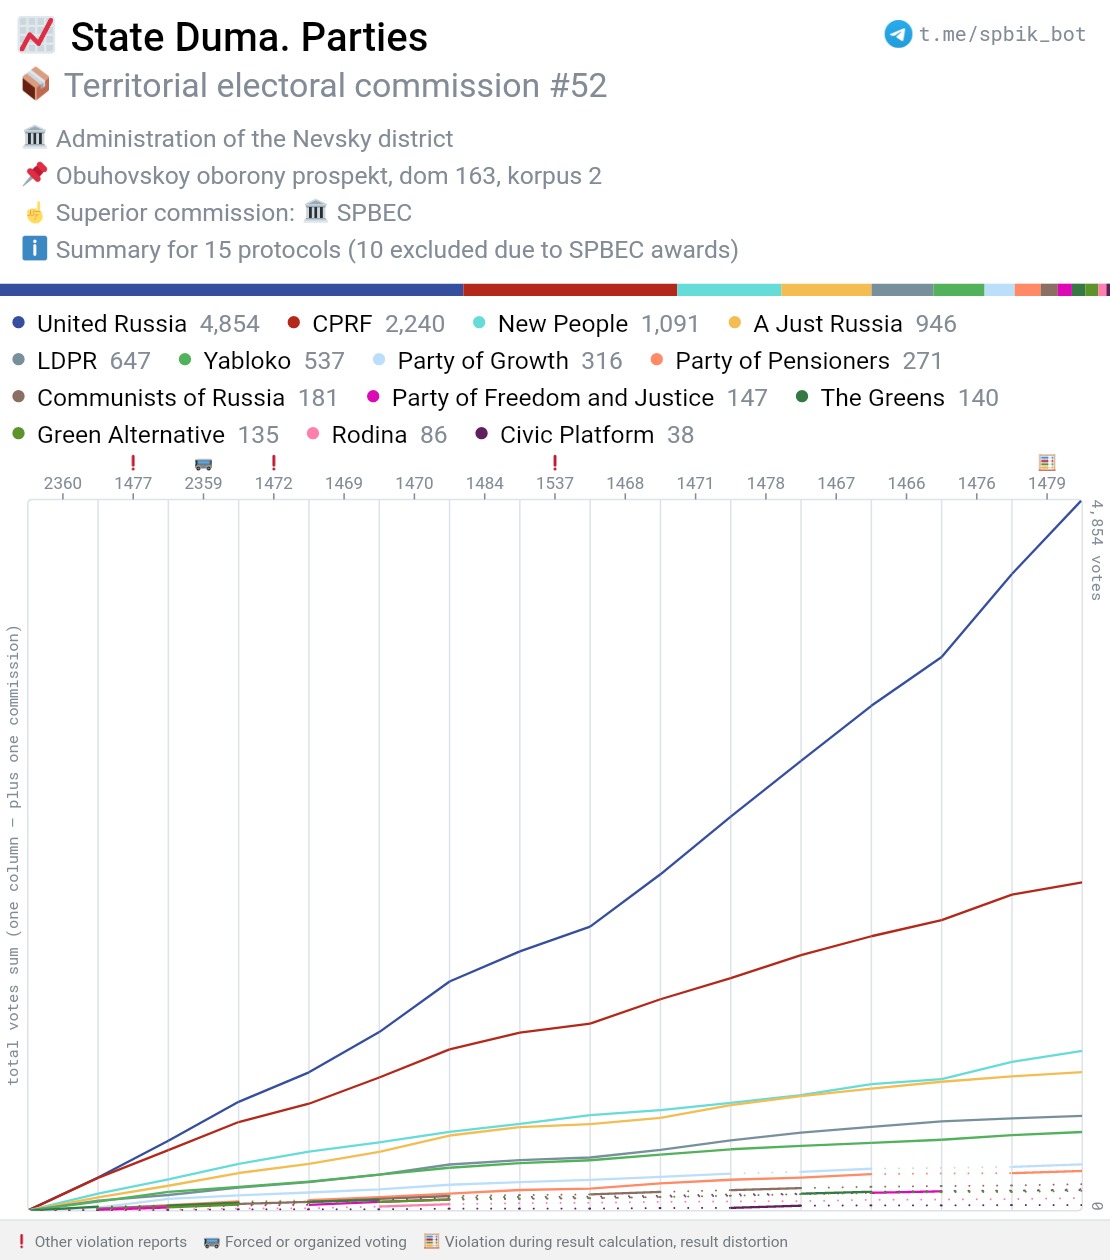 State Duma. Parties
t.me/spbik_bot
Territorial electoral commission #52
Administration of the Nevsky district
Obuhovskoy oborony prospekt, dom 163, korpus 2
Superior commission: SPBEC
Summary for 15 protocols (10 excluded due to SPBEC awards)
United Russia 4,854 CPRF 2,240 New People 1,091 A Just Russia 946
LDPR 647 Yabloko 537 Party of Growth 316 Party of Pensioners 271
Communists of Russia 181 Party of Freedom and Justice 147 The Greens 140
Green Alternative 135 Rodina 86 Civic Platform 38
2360 1477 2359 1472 1469 1470 1484 1537 1468 1471 1478 1467 1466 1476 1479
4,854 votes
total votes sum (one column — plus one commission)
0
Other violation reports Forced or organized voting Violation during result calculation, result distortion